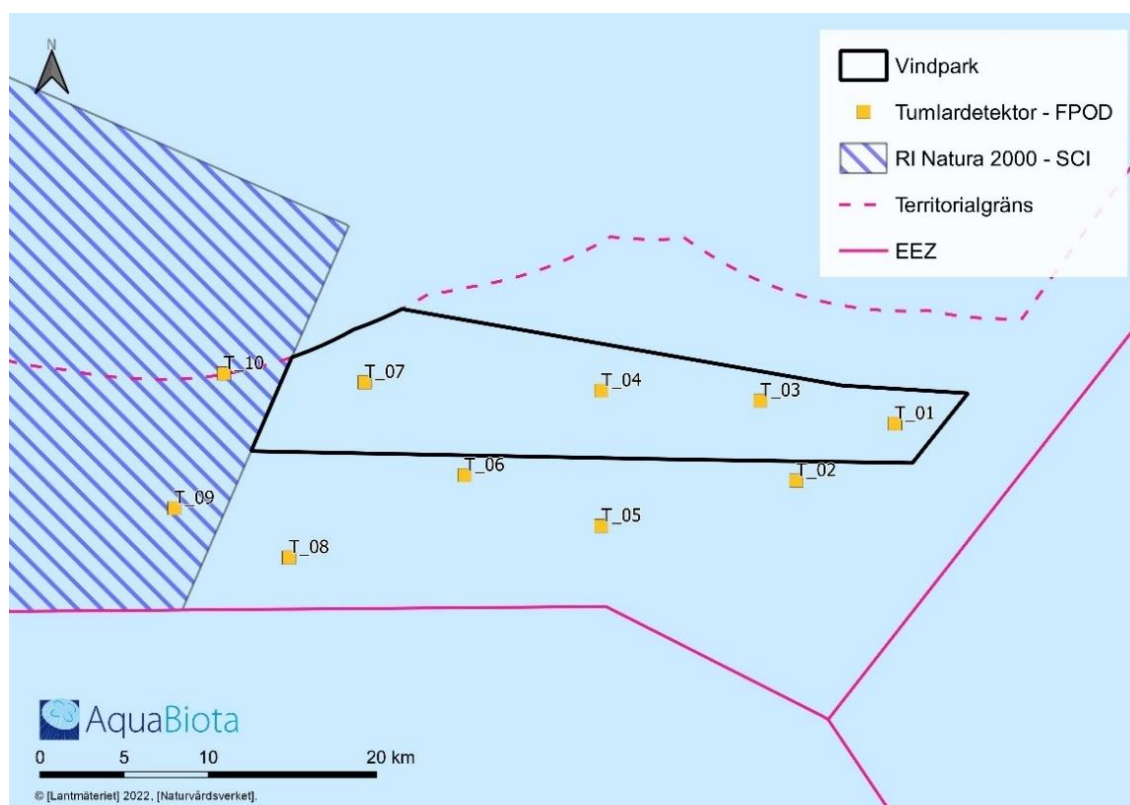 N
Vindpark
Tumlardetektor - FPOD
RI Natura 2000 - SCI
Territorialgräns
EEZ
T_10
T_07
T_04
T_03
T_01
T_06
T_02
T_09
T_05
T_08
AquaBiota
0 5 10 20 km
© [Lantmäteriet] 2022, [Naturvårdsverket].